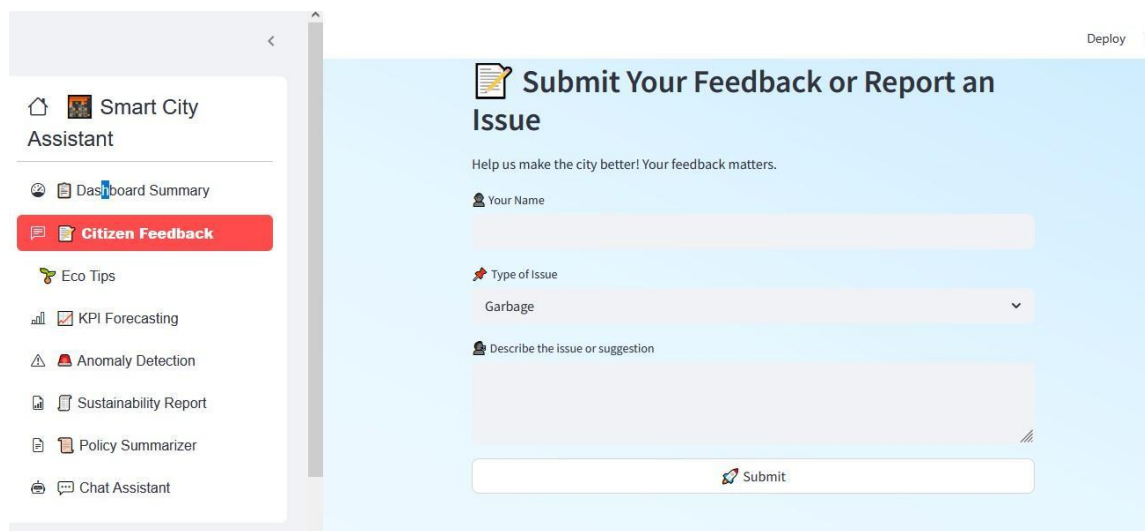 Deploy
Smart City
Assistant
Dashboard Summary
Citizen Feedback
Eco Tips
KPI Forecasting
Anomaly Detection
Sustainability Report
Policy Summarizer
Chat Assistant
Submit Your Feedback or Report an
Issue
Help us make the city better! Your feedback matters.
Your Name
Type of Issue
Garbage
Describe the issue or suggestion
Submit